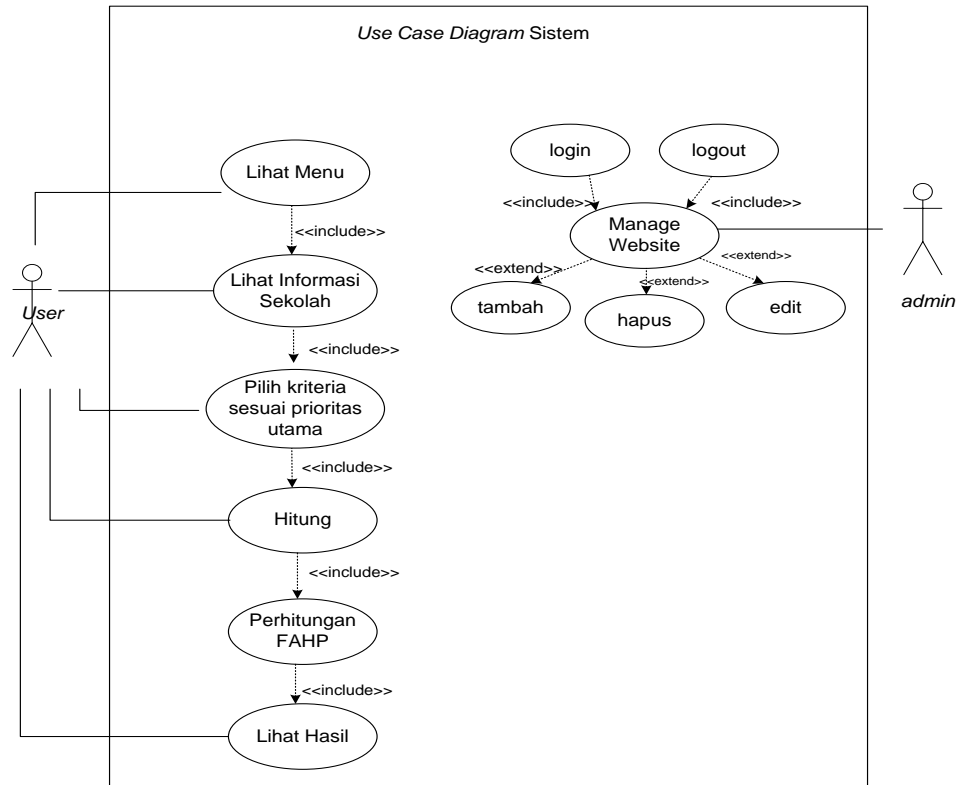 Use Case Diagram Sistem
login
logout
Lihat Menu
<<include>>
<<include>>
Manage
Website
<<include>>
<<extend>>
<<extend>>
<<extend>>
Lihat Informasi
Sekolah
User
tambah
hapus
edit
admin
<<include>>
Pilih kriteria
sesuai prioritas
utama
<<include>>
Hitung
<<include>>
Perhitungan
FAHP
<<include>>
Lihat Hasil